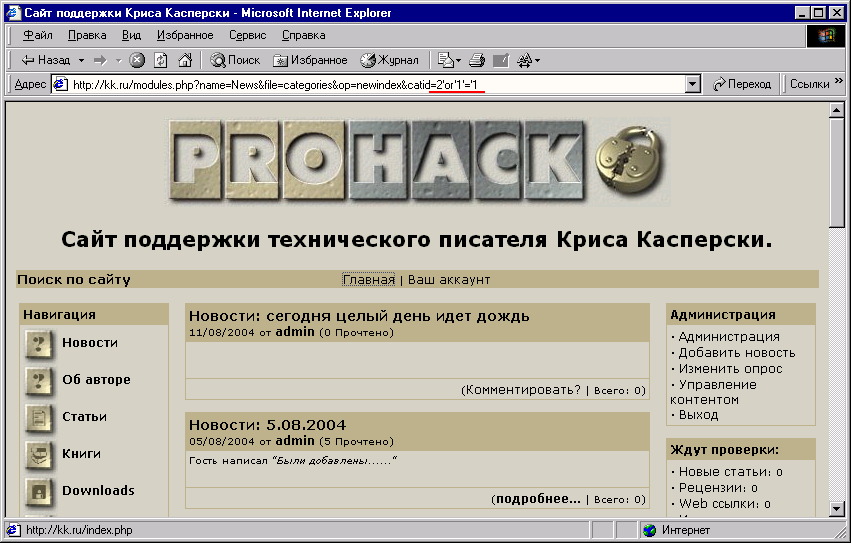 Сайт поддержки Криса Касперски - Microsoft Internet Explorer
Файл Правка Вид Избранное Сервис Справка
Назад Поиск Избранное Журнал
Адрес http://kk.ru/modules.php?name=News&file=categories&op=newindex&catid=2'or'1'='1 Переход Ссылки »
PROHACK
Сайт поддержки технического писателя Криса Касперски.
Поиск по сайту Главная | Ваш аккаунт
Навигация
Новости
Об авторе
Статьи
Книги
Downloads
Новости: сегодня целый день идет дождь
11/08/2004 от admin (0 Прочтено)
(Комментировать? | Всего: 0)
Новости: 5.08.2004
05/08/2004 от admin (5 Прочтено)
Гость написал "Были добавлены......"
(подробнее... | Всего: 0)
Администрация
· Администрация
· Добавить новость
· Изменить опрос
· Управление
контентом
· Выход
Ждут проверки:
· Новые статьи: 0
· Рецензии: 0
· Web ссылки: 0
http://kk.ru/index.php Интернет